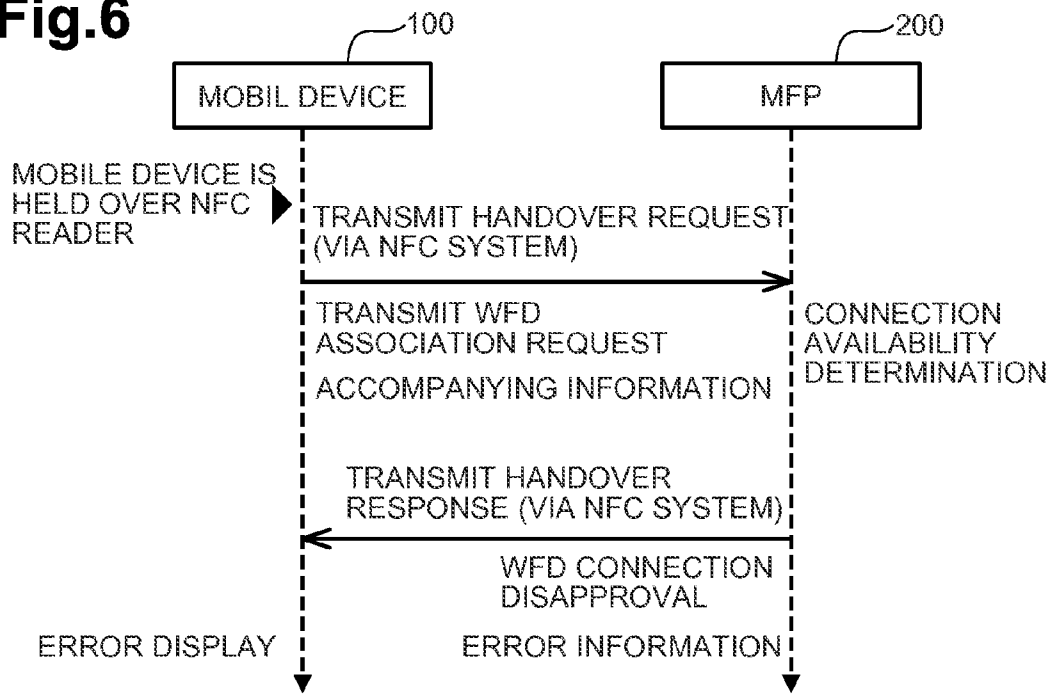 Fig.6
100
200
MOBIL DEVICE
MFP
MOBILE DEVICE IS
HELD OVER NFC
READER
TRANSMIT HANDOVER REQUEST
(VIA NFC SYSTEM)
TRANSMIT WFD
ASSOCIATION REQUEST
ACCOMPANYING INFORMATION
CONNECTION
AVAILABILITY
DETERMINATION
TRANSMIT HANDOVER
RESPONSE (VIA NFC SYSTEM)
WFD CONNECTION
DISAPPROVAL
ERROR DISPLAY
ERROR INFORMATION